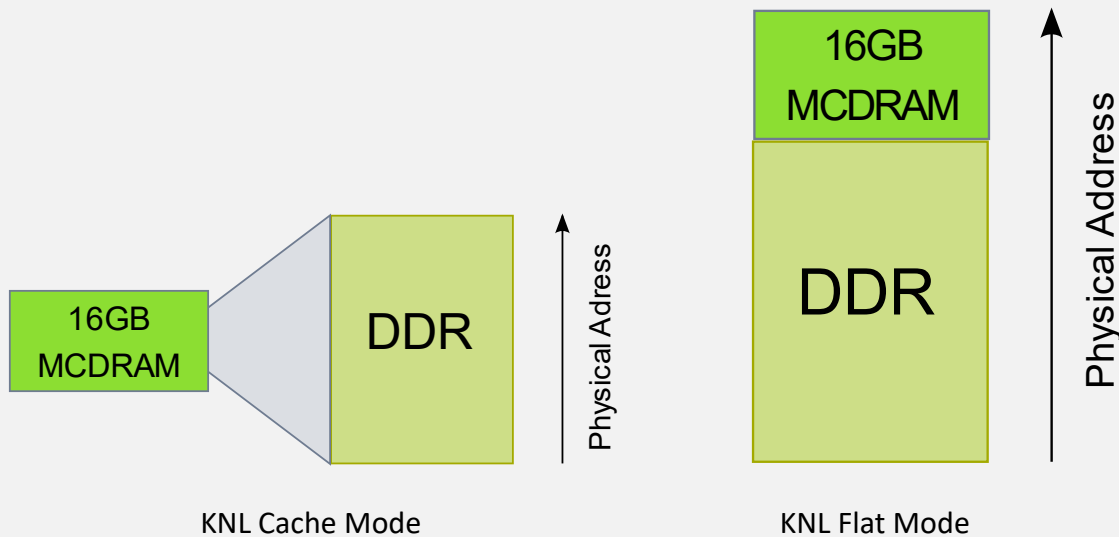 16GB
MCDRAM
DDR
Physical Adress
KNL Cache Mode
16GB
MCDRAM
DDR
Physical Address
KNL Flat Mode